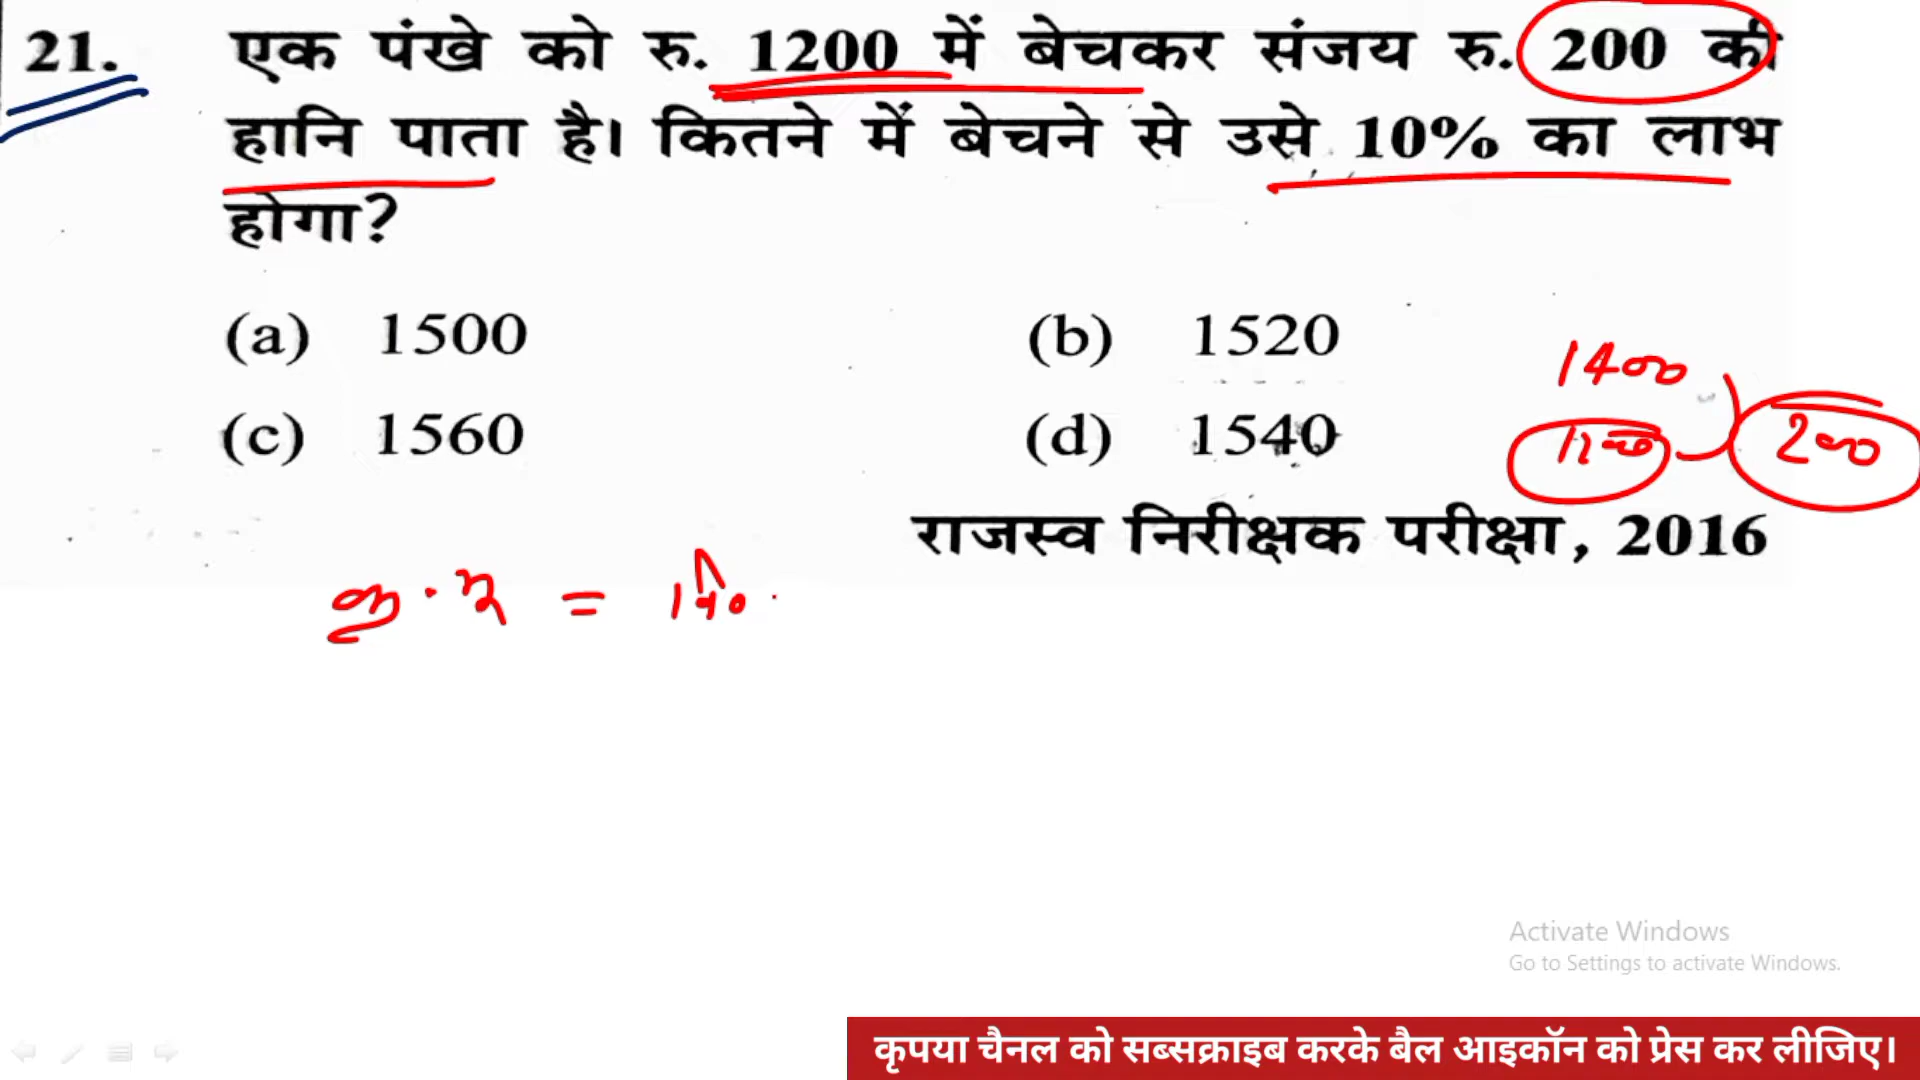 21. एक पंखे को रु. 1200 में बेचकर संजय रु. 200 की
हानि पाता है। कितने में बेचने से उसे 10% का लाभ
होगा?
(a) 1500 (b) 1520
(c) 1560 (d) 1540
1400
1200 200
राजस्व निरीक्षक परीक्षा, 2016
क्र. मू =
Activate Windows
Go to Settings to activate Windows.
कृपया चैनल को सब्सक्राइब करके बैल आइकॉन को प्रेस कर लीजिए।